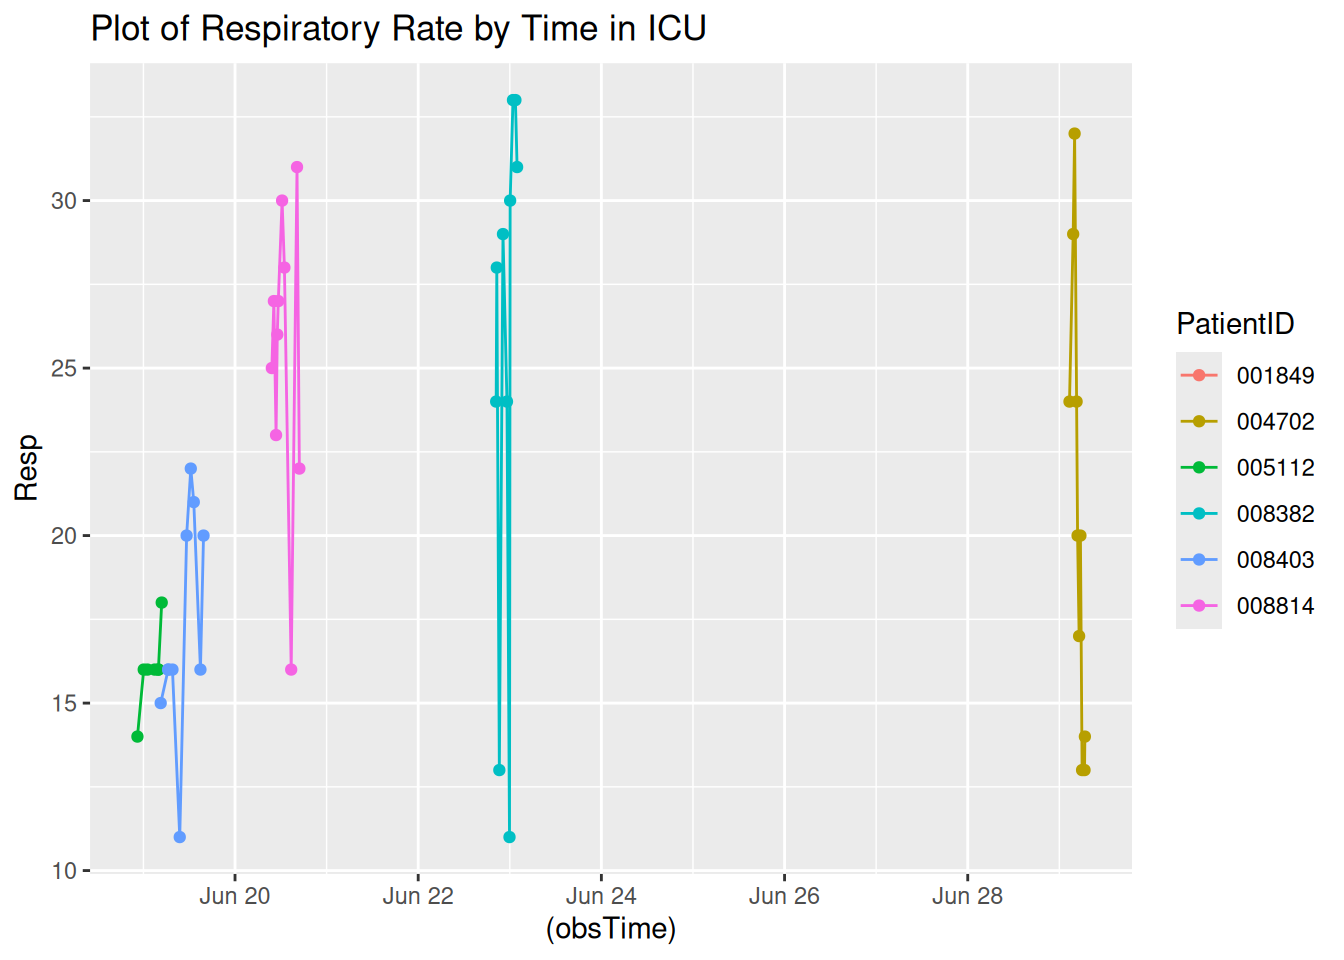 Plot of Respiratory Rate by Time in ICU
Resp
30
25
20
15
10
Jun 20 Jun 22 Jun 24 Jun 26 Jun 28
(obsTime)
PatientID
001849
004702
005112
008382
008403
008814